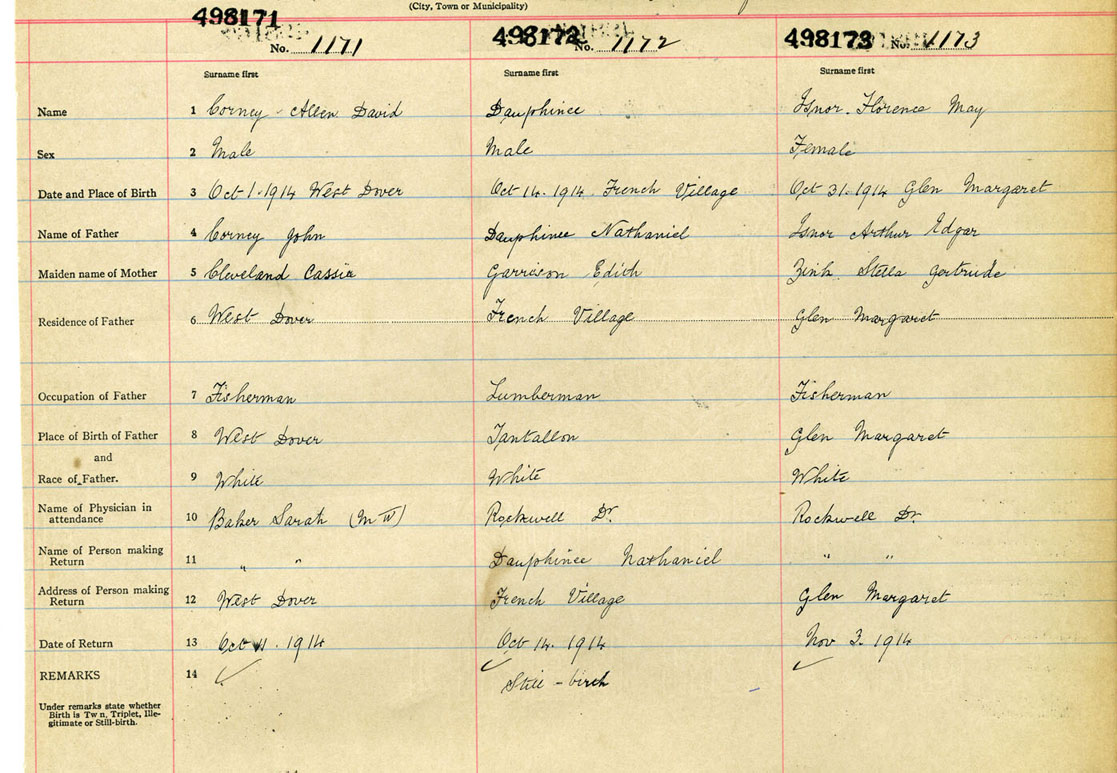 (City, Town or Municipality)
498171 498172 498173
No. 1171 No. 1172 No. 1173
Surname first Surname first Surname first
Name 1 Corney Allen David Dauphinee Isnor. Florence May
Sex 2 Male Male Female
Date and Place of Birth 3 Oct 1. 1914 West Dover Oct 14. 1914. French Village Oct 31. 1914 Glen Margaret
Name of Father 4 Corney John Dauphinee Nathaniel Isnor Arthur Edgar
Maiden name of Mother 5 Cleveland Cassie Garrison Edith Zink Stella Gertrude
Residence of Father 6 West Dover French Village Glen Margaret
Occupation of Father 7 Fisherman Lumberman Fisherman
Place of Birth of Father 8 West Dover Tantallon Glen Margaret
and
Race of Father. 9 White White White
Name of Physician in
attendance 10 Baker Sarah (M W) Rockwell Dr. Rockwell Dr.
Name of Person making
Return 11 " " Dauphinee Nathaniel " "
Address of Person making
Return 12 West Dover French Village Glen Margaret
Date of Return 13 Oct 1. 1914 Oct 14. 1914 Nov 3. 1914
REMARKS 14 ✓ ✓ ✓
Still - birth
Under remarks state whether
Birth is Tw n, Triplet, Ille-
gitimate or Still-birth.